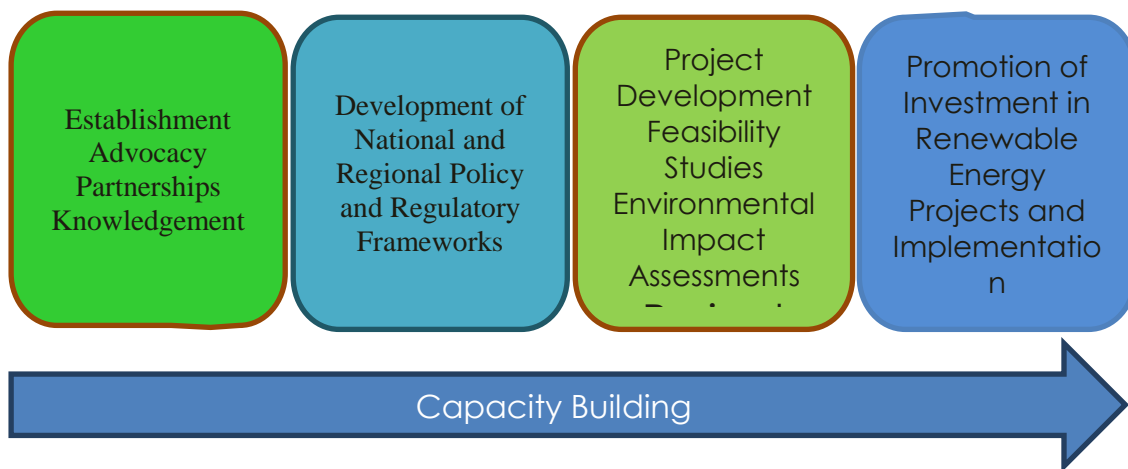 Establishment
Advocacy
Partnerships
Knowledgement
Development of
National and
Regional Policy
and Regulatory
Frameworks
Project
Development
Feasibility
Studies
Environmental
Impact
Assessments
Promotion of
Investment in
Renewable
Energy
Projects and
Implementatio
n
Capacity Building